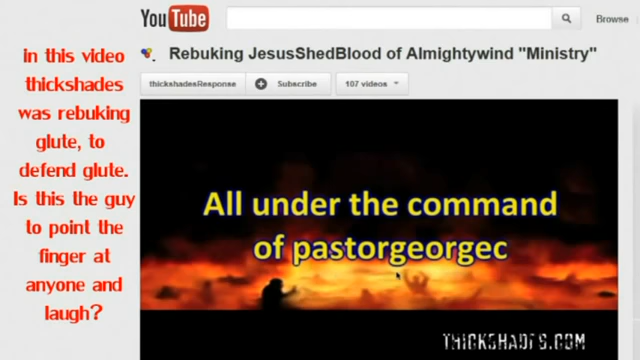 YouTube
Browse
Rebuking JesusShedBlood of Almightywind "Ministry"
thickshadesResponse
Subscribe
107 videos
in this video
thickshades
was rebuking
glute, to
defend glute.
Is this the guy
to point the
finger at
anyone and
laugh?
All under the command
of pastorgeorgec
THICKSHADES.COM